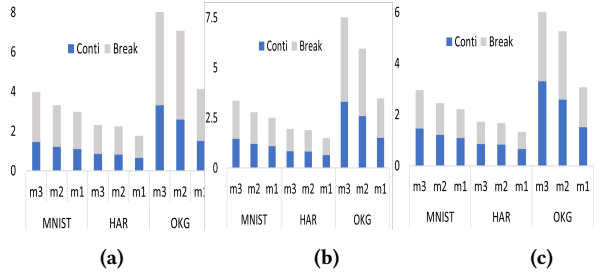 8
6
4
2
0
Conti Break
m3 m2 m1 m3 m2 m1 m3 m2 m1
MNIST HAR OKG
(a)
7.5
5
2.5
0
Conti Break
m3 m2 m1 m3 m2 m1 m3 m2 m1
MNIST HAR OKG
(b)
6
4
2
0
Conti Break
m3 m2 m1 m3 m2 m1 m3 m2 m1
MNIST HAR OKG
(c)